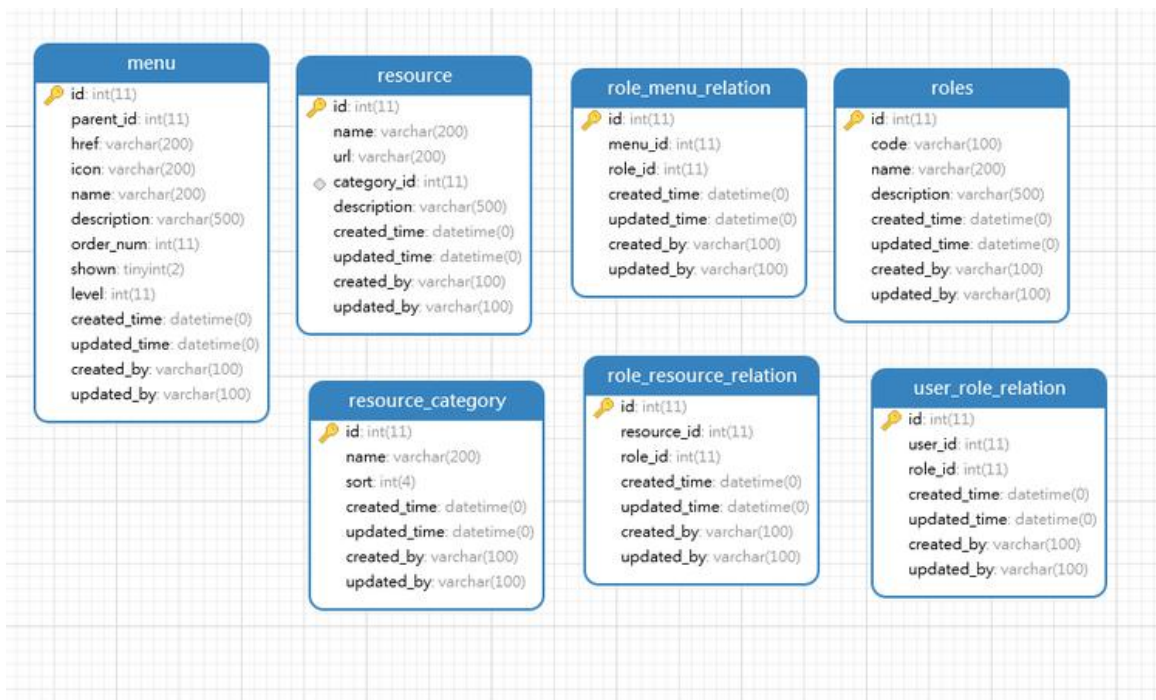 menu
id: int(11)
parent_id: int(11)
href: varchar(200)
icon: varchar(200)
name: varchar(200)
description: varchar(500)
order_num: int(11)
shown: tinyint(2)
level: int(11)
created_time: datetime(0)
updated_time: datetime(0)
created_by: varchar(100)
updated_by: varchar(100)
resource
id: int(11)
name: varchar(200)
url: varchar(200)
category_id: int(11)
description: varchar(500)
created_time: datetime(0)
updated_time: datetime(0)
created_by: varchar(100)
updated_by: varchar(100)
role_menu_relation
id: int(11)
menu_id: int(11)
role_id: int(11)
created_time: datetime(0)
updated_time: datetime(0)
created_by: varchar(100)
updated_by: varchar(100)
roles
id: int(11)
code: varchar(100)
name: varchar(200)
description: varchar(500)
created_time: datetime(0)
updated_time: datetime(0)
created_by: varchar(100)
updated_by: varchar(100)
resource_category
id: int(11)
name: varchar(200)
sort: int(4)
created_time: datetime(0)
updated_time: datetime(0)
created_by: varchar(100)
updated_by: varchar(100)
role_resource_relation
id: int(11)
resource_id: int(11)
role_id: int(11)
created_time: datetime(0)
updated_time: datetime(0)
created_by: varchar(100)
updated_by: varchar(100)
user_role_relation
id: int(11)
user_id: int(11)
role_id: int(11)
created_time: datetime(0)
updated_time: datetime(0)
created_by: varchar(100)
updated_by: varchar(100)